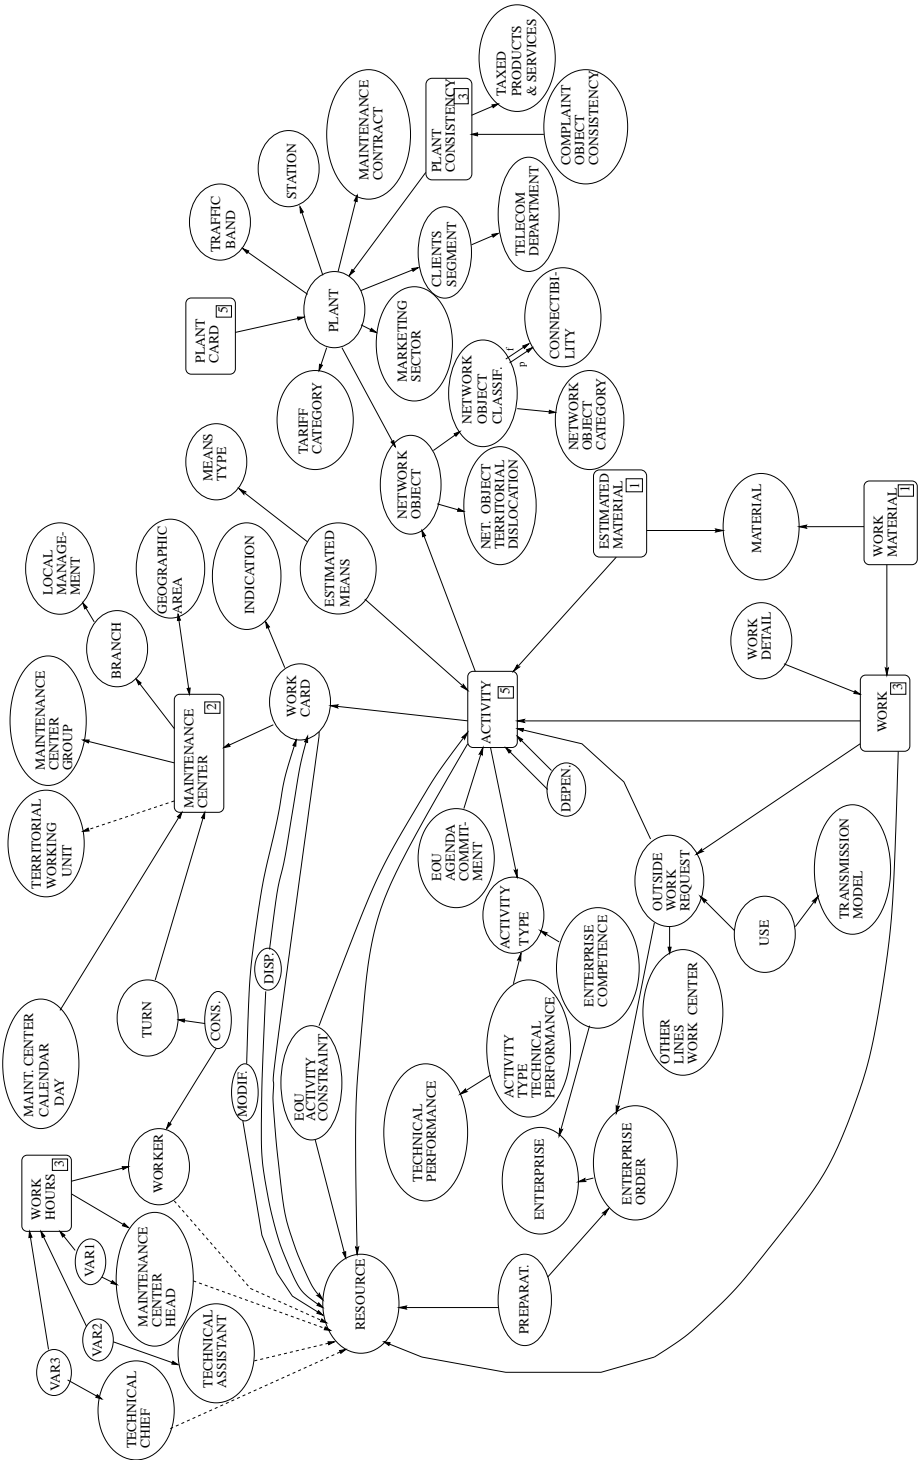 TAXED
PRODUCTS
& SERVICES
COMPLAINT
OBJECT
CONSISTENCY
PLANT
CONSISTENCY
3
MAINTENANCE
CONTRACT
STATION
TRAFFIC
BAND
TELECOM
DEPARTMENT
CLIENTS
SEGMENT
PLANT
PLANT
CARD
5
MARKETING
SECTOR
CONNECTIBI-
LITY
f
p
NETWORK
OBJECT
CLASSIF.
NETWORK
OBJECT
CATEGORY
TARIFF
CATEGORY
NETWORK
OBJECT
NET. OBJECT
TERRITORIAL
DISLOCATION
MEANS
TYPE
ESTIMATED
MATERIAL
1
MATERIAL
WORK
MATERIAL
1
LOCAL
MANAGE-
MENT
GEOGRAPHIC
AREA
INDICATION
ESTIMATED
MEANS
BRANCH
WORK
DETAIL
MAINTENANCE
CENTER
GROUP
MAINTENANCE
CENTER
2
WORK
CARD
ACTIVITY
5
WORK
3
TERRITORIAL
WORKING
UNIT
DEPEN.
EOU
AGENDA
COMMIT-
MENT
ACTIVITY
TYPE
OUTSIDE
WORK
REQUEST
TRANSMISSION
MODEL
USE
DISP.
ENTERPRISE
COMPETENCE
OTHER
LINES
WORK CENTER
TURN
CONS.
MAINT. CENTER
CALENDAR
DAY
MODIF.
EOU
ACTIVITY
CONSTRAINT
ACTIVITY
TYPE
TECHNICAL
PERFORMANCE
TECHNICAL
PERFORMANCE
WORK
HOURS
3
WORKER
ENTERPRISE
ENTERPRISE
ORDER
VAR1
MAINTENANCE
CENTER
HEAD
RESOURCE
PREPARAT.
VAR2
TECHNICAL
ASSISTANT
VAR3
TECHNICAL
CHIEF